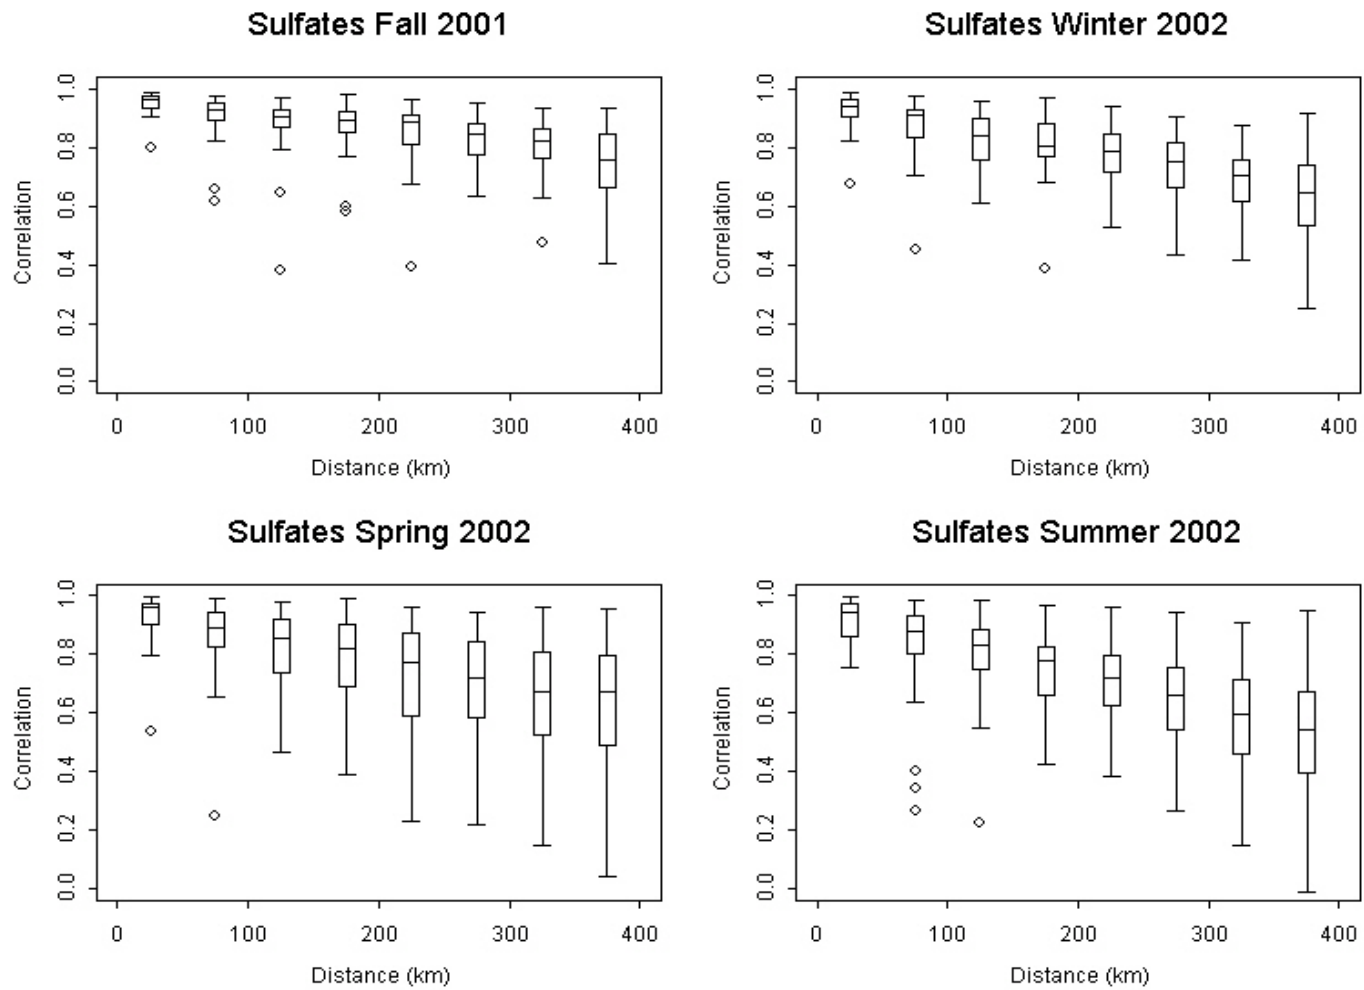 Sulfates Fall 2001
Correlation
1.0
0.8
0.6
0.4
0.2
0.0
0 100 200 300 400
Distance (km)
Sulfates Winter 2002
Correlation
1.0
0.8
0.6
0.4
0.2
0.0
0 100 200 300 400
Distance (km)
Sulfates Spring 2002
Correlation
1.0
0.8
0.6
0.4
0.2
0.0
0 100 200 300 400
Distance (km)
Sulfates Summer 2002
Correlation
1.0
0.8
0.6
0.4
0.2
0.0
0 100 200 300 400
Distance (km)